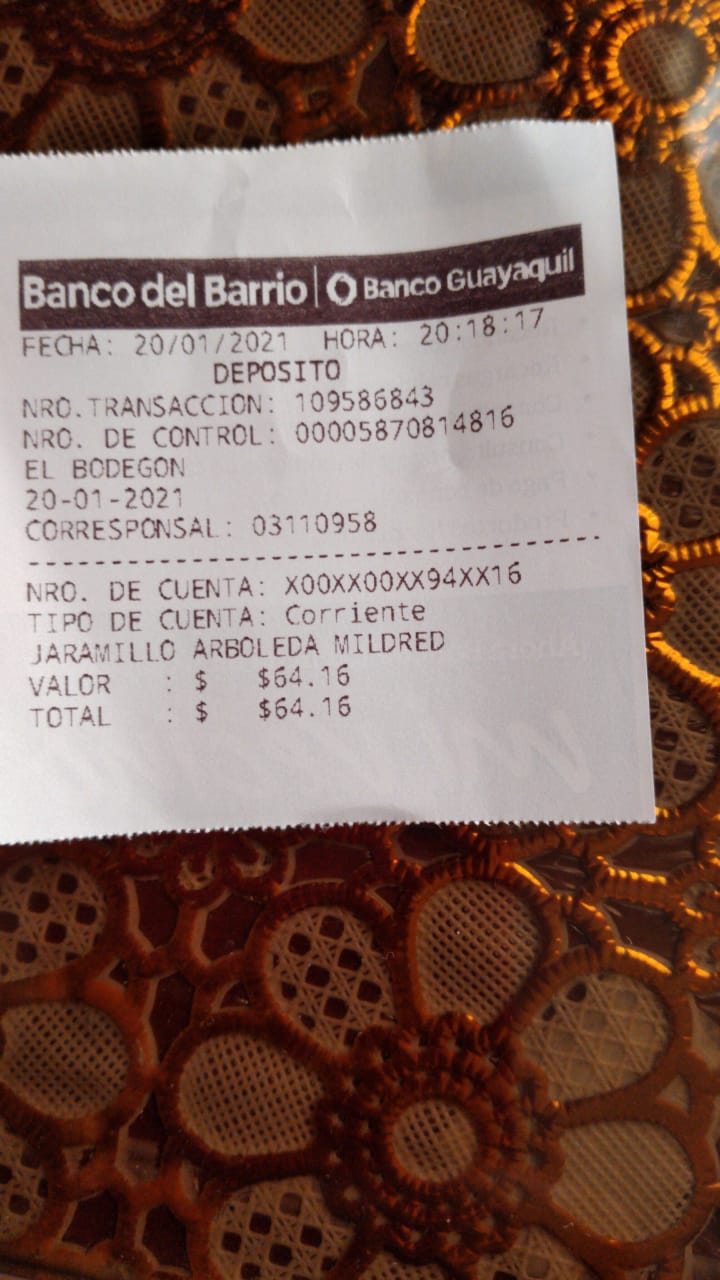 Banco del Barrio | Banco Guayaquil
FECHA: 20/01/2021 HORA: 20:18:17
DEPOSITO
NRO.TRANSACCION: 109586843
NRO. DE CONTROL: 00005870814816
EL BODEGON
20-01-2021
CORRESPONSAL: 03110958
NRO. DE CUENTA: X00XX00XX94XX16
TIPO DE CUENTA: Corriente
JARAMILLO ARBOLEDA MILDRED
VALOR : $ $64.16
TOTAL : $ $64.16